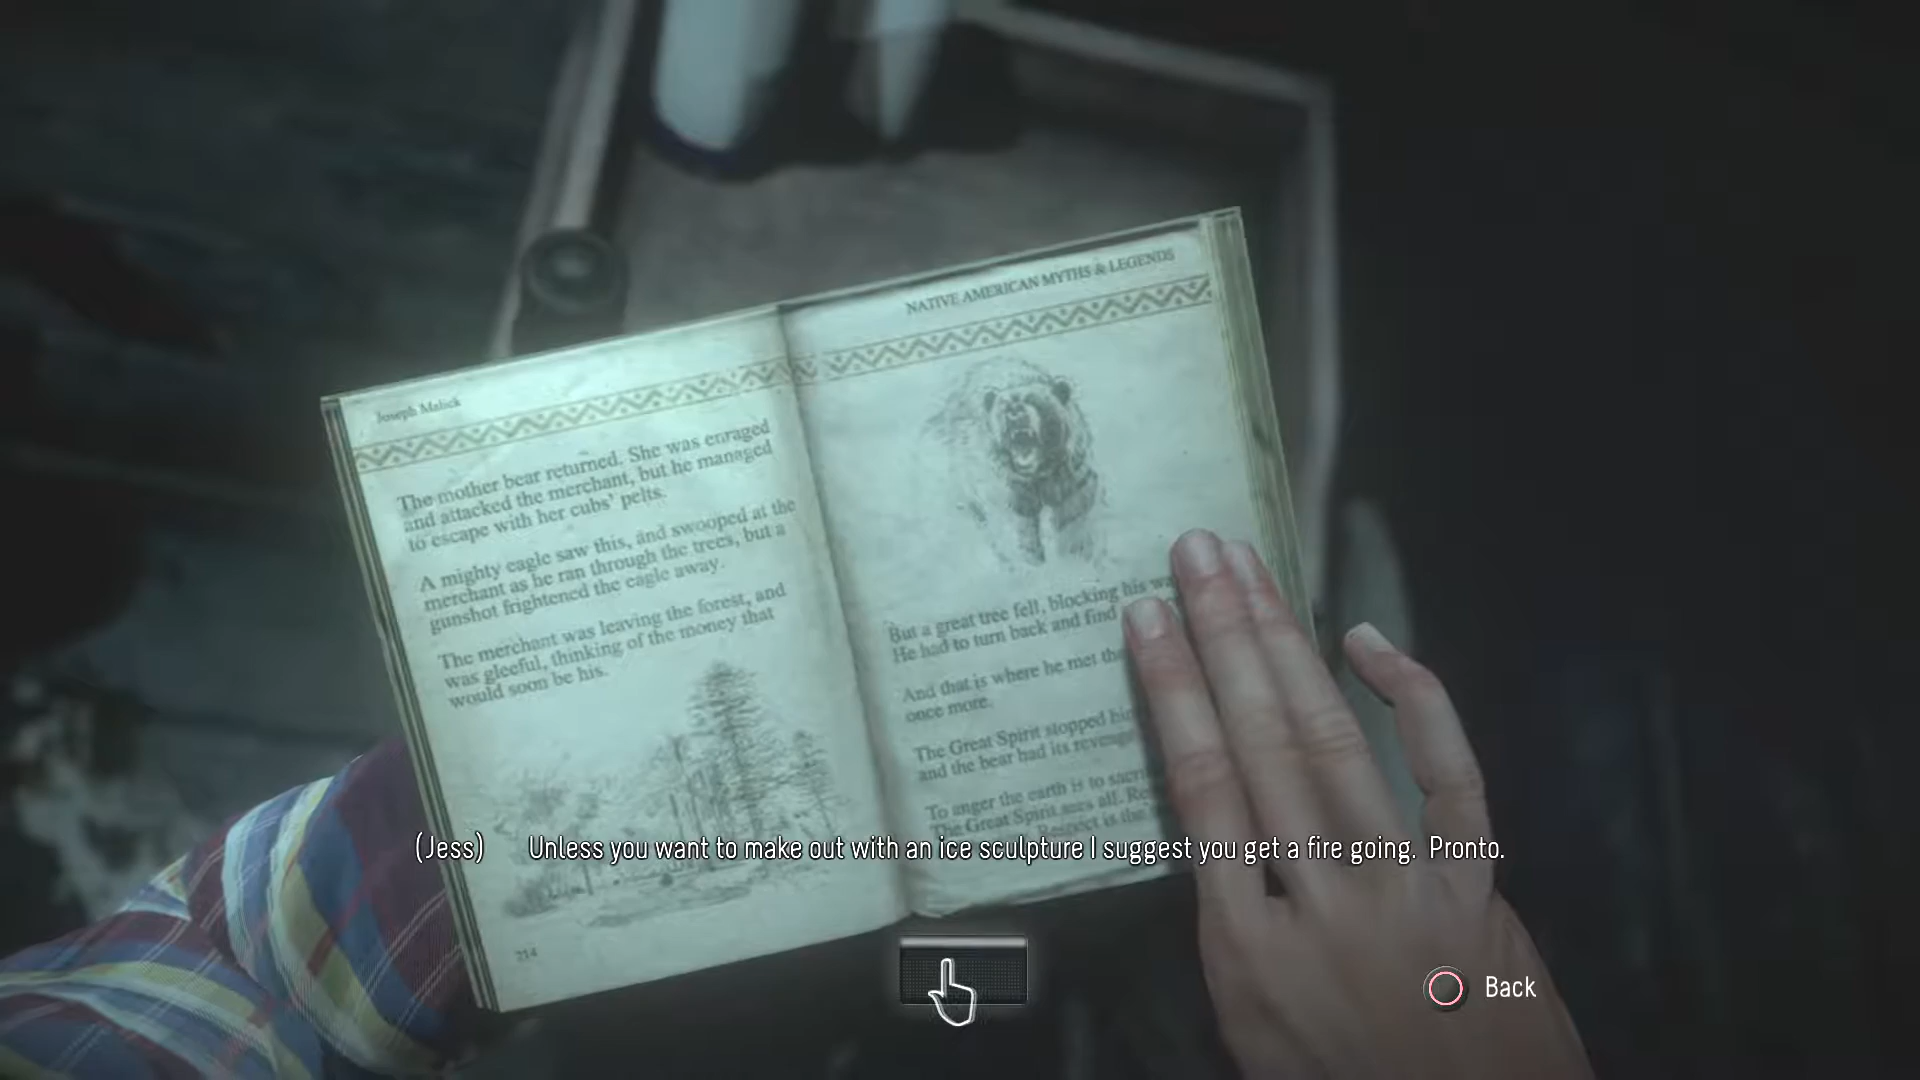 Joseph Malick
The mother bear returned. She was enraged
and attacked the merchant, but he managed
to escape with her cubs' pelts.
A mighty eagle saw this, and swooped at the
merchant as he ran through the trees, but a
gunshot frightened the eagle away.
The merchant was leaving the forest, and
was gleeful, thinking of the money that
would soon be his.
214
NATIVE AMERICAN MYTHS & LEGENDS
But a great tree fell, blocking his
He had to turn back and find
And that is where he met
once more.
The Great Spirit stopped
and the bear had its
To anger the earth is to
The Great Spirit sees all.
Respect is the
(Jess) Unless you want to make out with an ice sculpture I suggest you get a fire going. Pronto.
Back